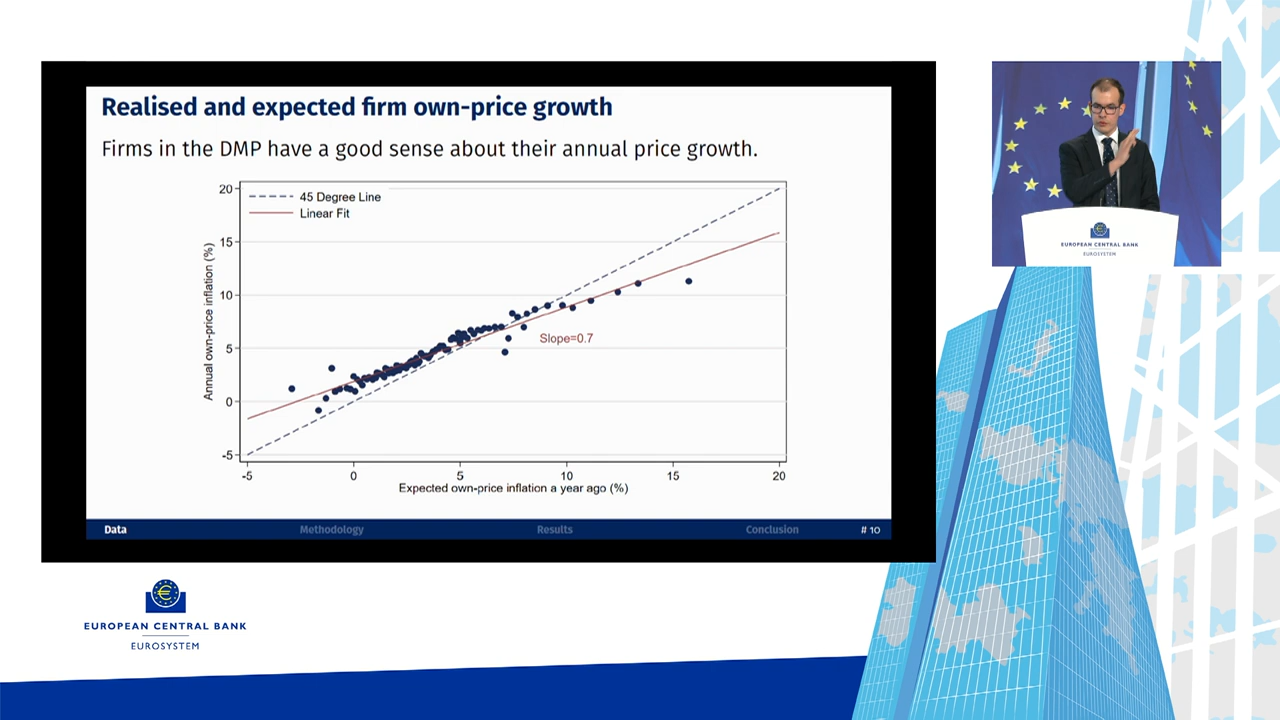 Realised and expected firm own-price growth
Firms in the DMP have a good sense about their annual price growth.
45 Degree Line
Linear Fit
20
15
10
5
0
-5
Annual own-price inflation (%)
Slope=0.7
-5 0 5 10 15 20
Expected own-price inflation a year ago (%)
Data Methodology Results Conclusion # 10
EUROPEAN CENTRAL BANK
EUROSYSTEM
EUROPEAN CENTRAL BANK
EUROSYSTEM